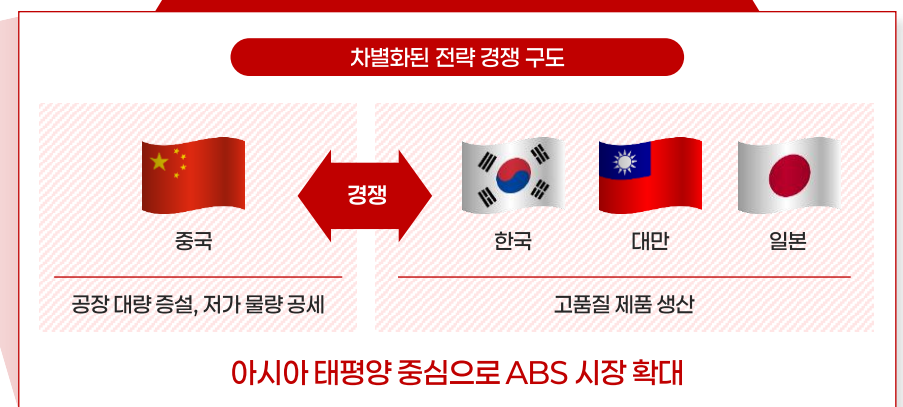 차별화된 전략 경쟁 구도
경쟁
중국
한국
대만
일본
공장 대량 증설, 저가 물량 공세
고품질 제품 생산
아시아 태평양 중심으로 ABS 시장 확대